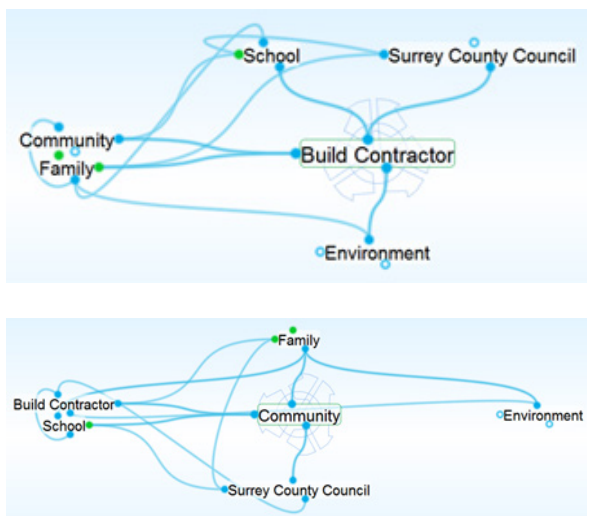 School
Surrey County Council
Community
Build Contractor
Family
Environment
Family
Build Contractor
Community
Environment
School
Surrey County Council